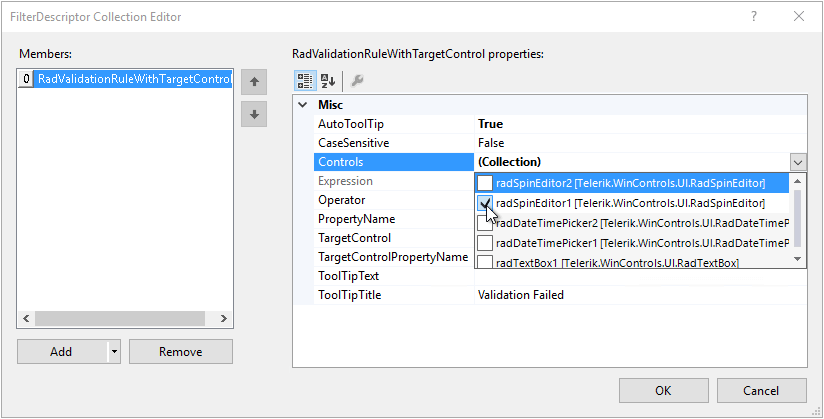 FilterDescriptor Collection Editor
?
Members:
0 RadValidationRuleWithTargetControl
Add
Remove
RadValidationRuleWithTargetControl properties:
Misc
AutoToolTip True
CaseSensitive False
Controls (Collection)
Expression
Operator
PropertyName
TargetControl
TargetControlPropertyName
ToolTipText
ToolTipTitle Validation Failed
radSpinEditor2 [Telerik.WinControls.UI.RadSpinEditor]
radSpinEditor1 [Telerik.WinControls.UI.RadSpinEditor]
radDateTimePicker2 [Telerik.WinControls.UI.RadDateTimeP
radDateTimePicker1 [Telerik.WinControls.UI.RadDateTimeP
radTextBox1 [Telerik.WinControls.UI.RadTextBox]
OK
Cancel